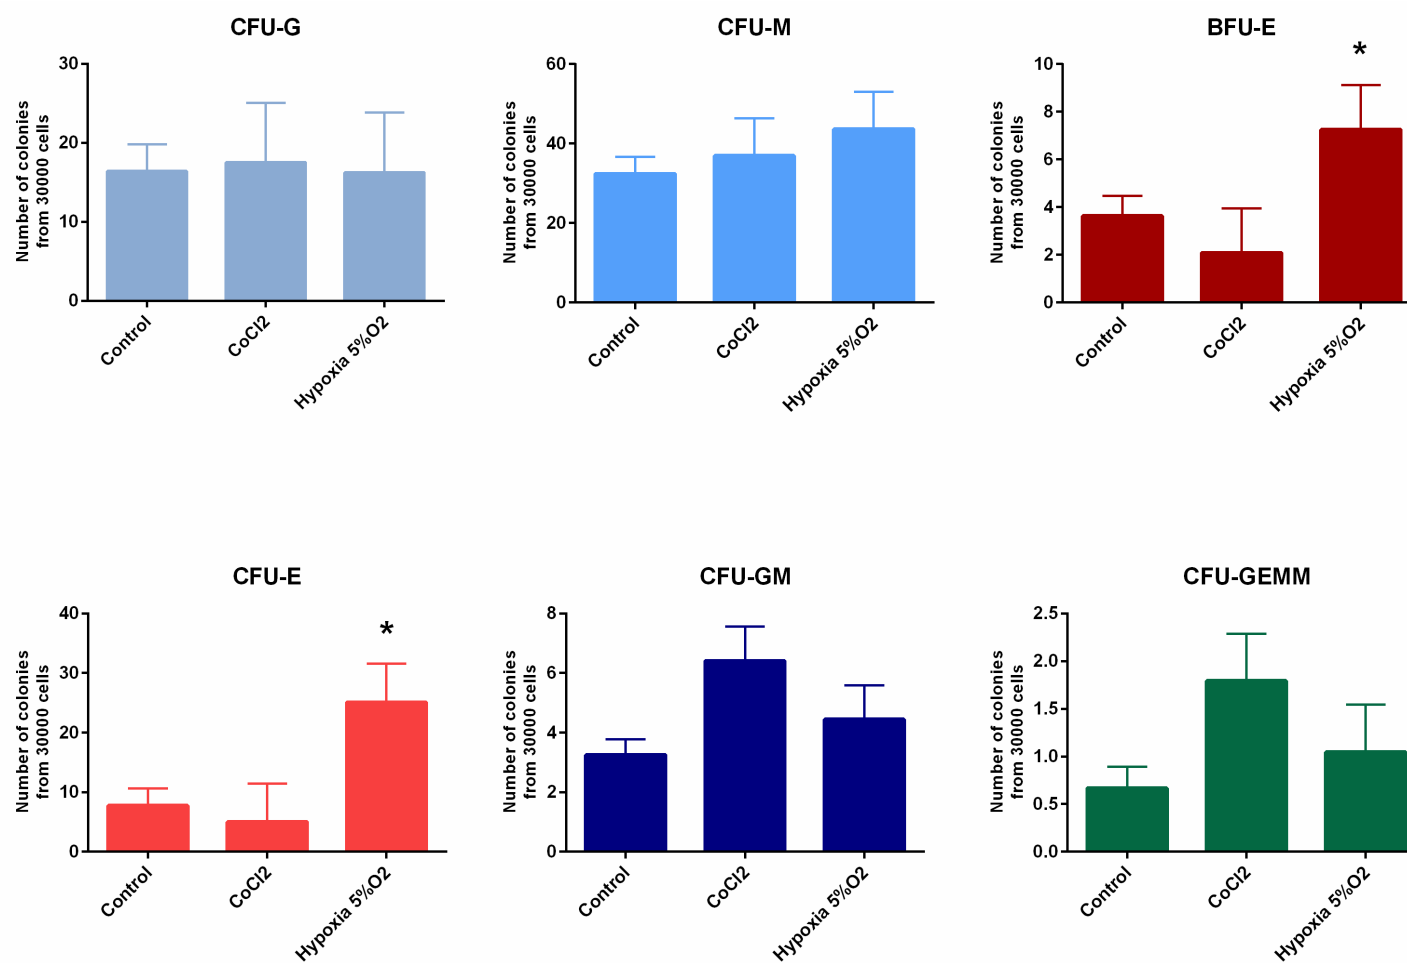 CFU-G
Number of colonies
from 30000 cells
30
20
10
0
Control
CoCl2
Hypoxia 5%O2
CFU-M
Number of colonies
from 30000 cells
60
40
20
0
Control
CoCl2
Hypoxia 5%O2
BFU-E
*
Number of colonies
from 30000 cells
10
8
6
4
2
0
Control
CoCl2
Hypoxia 5%O2
CFU-E
*
Number of colonies
from 30000 cells
40
30
20
10
0
Control
CoCl2
Hypoxia 5%O2
CFU-GM
Number of colonies
from 30000 cells
8
6
4
2
0
Control
CoCl2
Hypoxia 5%O2
CFU-GEMM
Number of colonies
from 30000 cells
2.5
2.0
1.5
1.0
0.5
0.0
Control
CoCl2
Hypoxia 5%O2